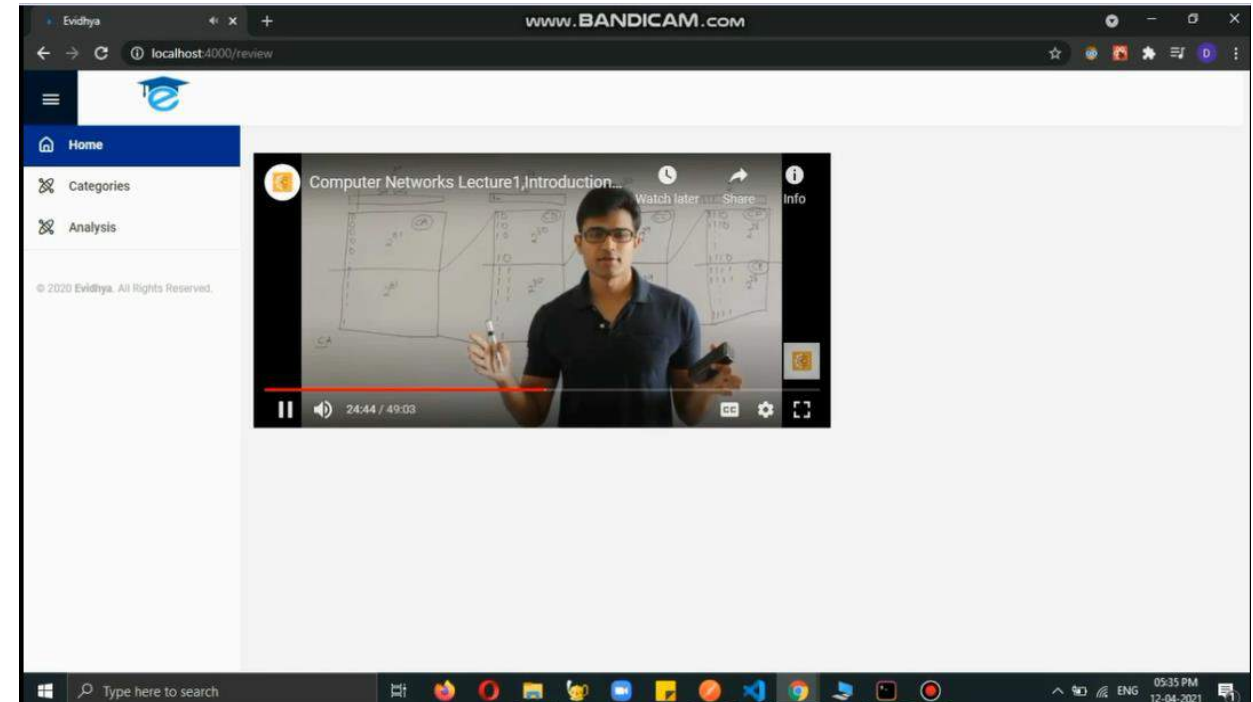 Evidhya
www.BANDICAM.com
localhost:4000/review
D
Home
Categories
Analysis
© 2020 Evidhya. All Rights Reserved.
Computer Networks Lecture1,Introduction...
Watch later
Share
Info
CA
24:44 / 49:03
CC
Type here to search
ENG
05:35 PM
12-04-2021